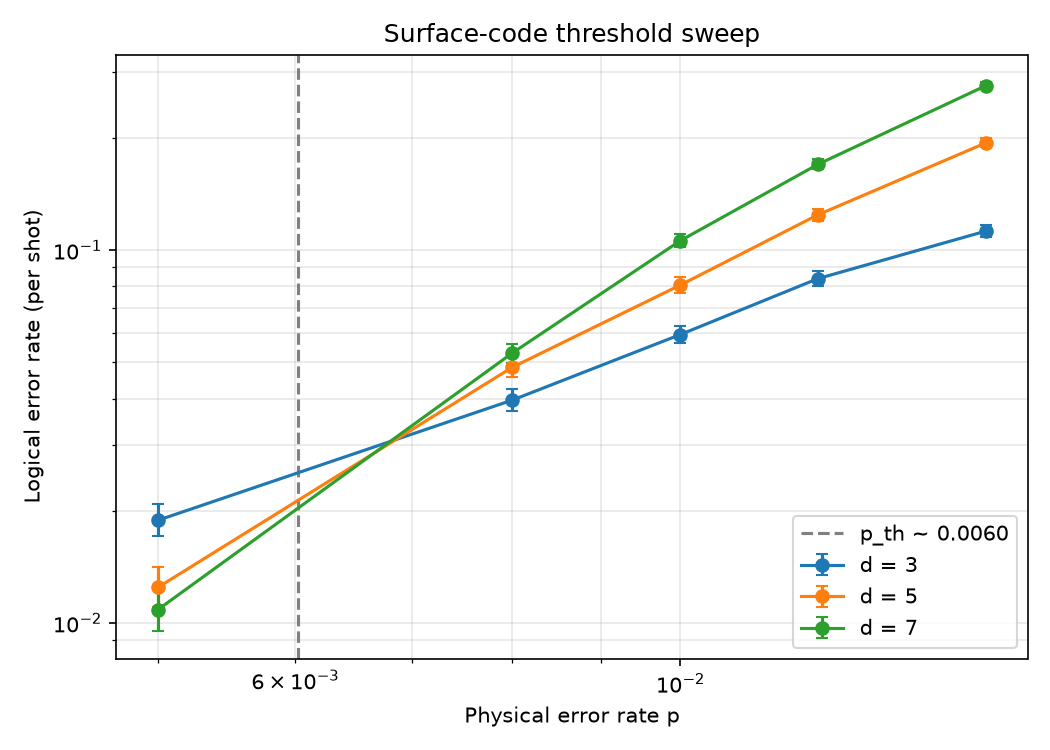 Surface-code threshold sweep
Logical error rate (per shot)
10⁻¹
10⁻²
6 × 10⁻³
10⁻²
Physical error rate p
p_th ~ 0.0060
d = 3
d = 5
d = 7